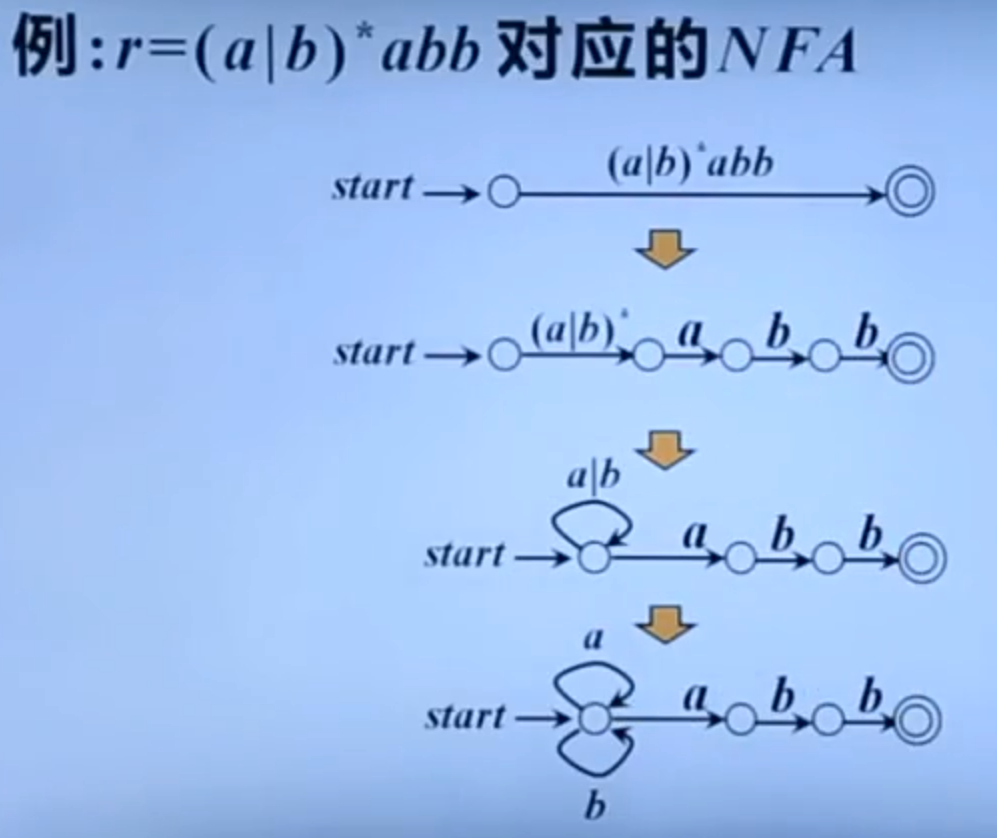 例:r=(a|b)*abb 对应的NFA
(a|b)*abb
start
(a|b)* a b b
start
a|b
a b b
start
a
a b b
start
b